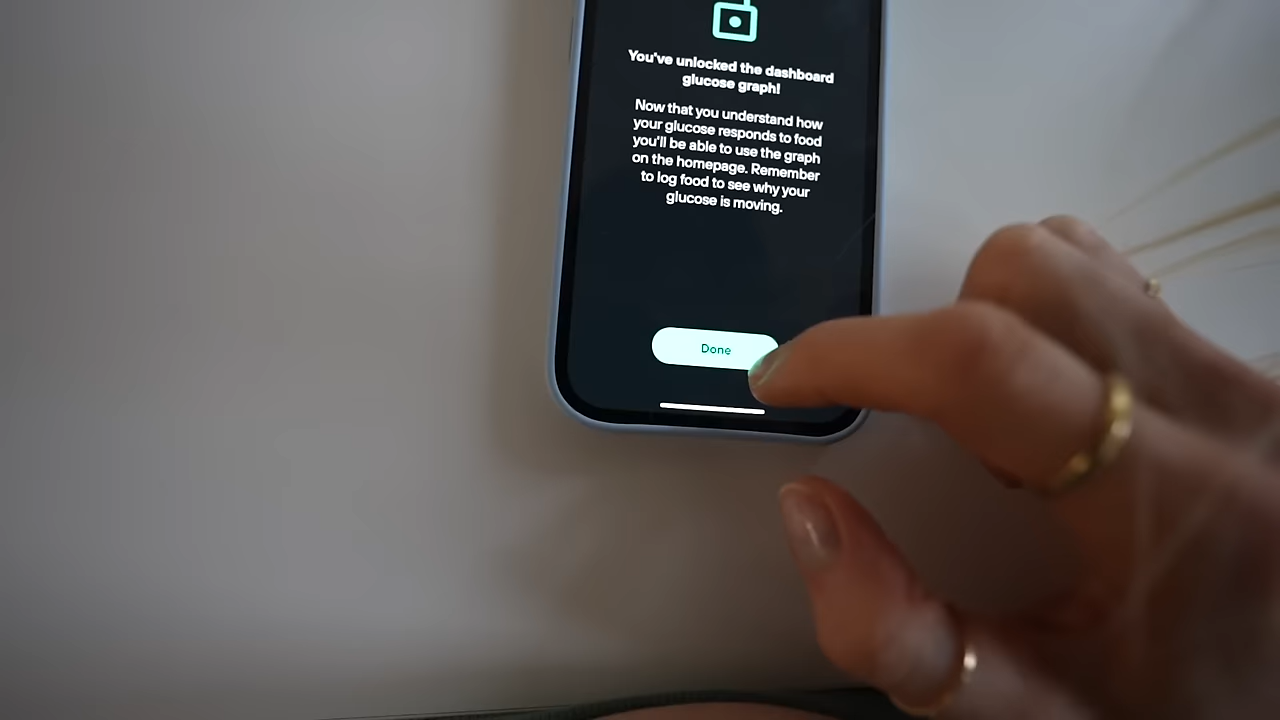 You've unlocked the dashboard
glucose graph!
Now that you understand how
your glucose responds to food
you'll be able to use the graph
on the homepage. Remember
to log food to see why your
glucose is moving.
Done